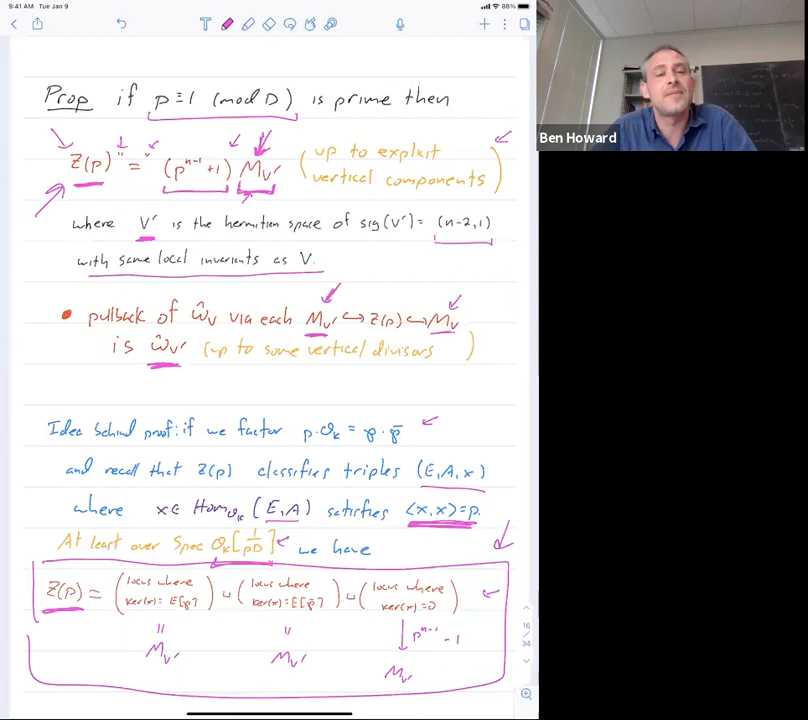 9:41 AM Tue Jan 9
88%
Prop if p≡1 (mod D) is prime then
Z(p) "=" (p^{n-1}+1) M_{V'} (up to explicit
vertical components)
where V' is the hermitian space of sig(V') = (n-2,1)
with same local invariants as V.
• pullback of ω̂_V via each M_{V'} ↪ Z(p) ↪ M_V
is ω̂_{V'} (up to some vertical divisors)
Idea behind proof: if we factor p·O_k = 𝔭·𝔭̄
and recall that Z(p) classifies triples (E,A,x)
where x∈Hom_{O_k}(E,A) satisfies <x,x>=p.
At least over Spec O_k[1/pD] we have
Z(p) = (locus where ker(x)=E[𝔭]) ⊔ (locus where ker(x)=E[𝔭̄]) ⊔ (locus where ker(x)=0)
= = ↓ p^{n-1}-1
M_{V'} M_{V'} M_{V'}
16
/
34
Ben Howard